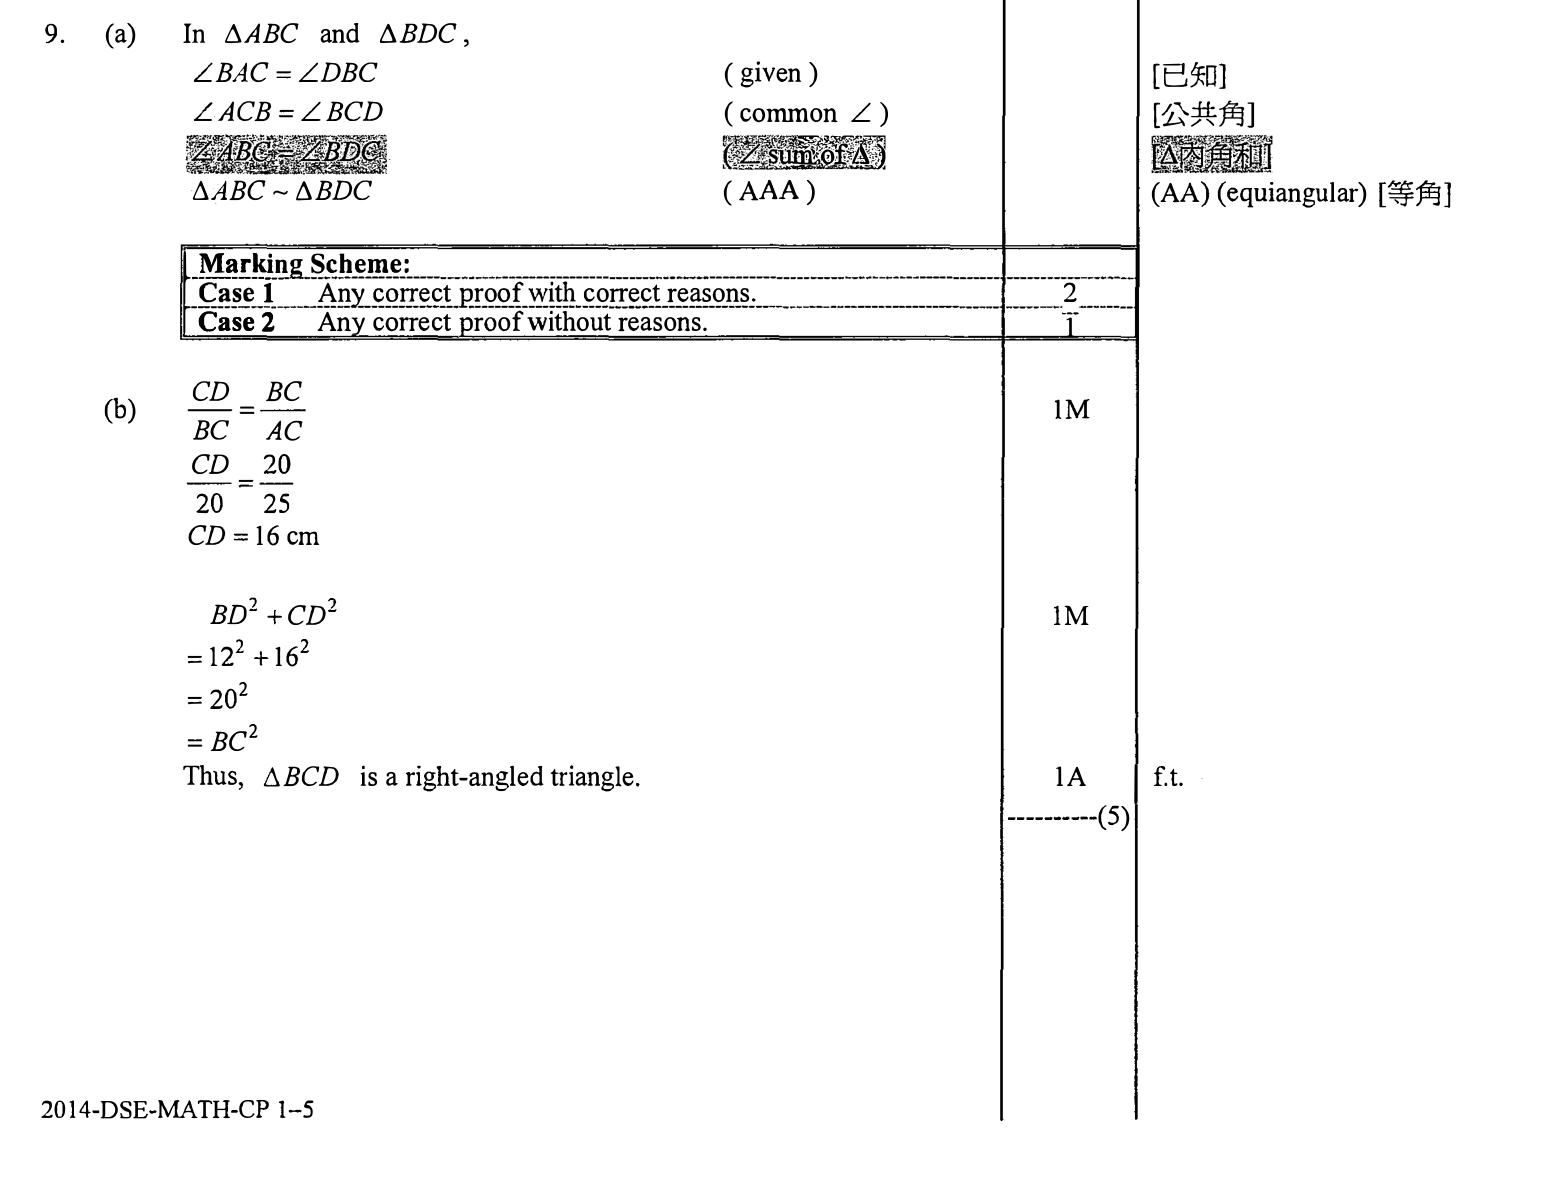 9. (a) In ΔABC and ΔBDC,
∠BAC = ∠DBC ( given ) [已知]
∠ACB = ∠BCD ( common ∠ ) [公共角]
∠ABC = ∠BDC ( ∠ sum of Δ ) [Δ內角和]
ΔABC ~ ΔBDC ( AAA ) (AA) (equiangular) [等角]
Marking Scheme:
Case 1 Any correct proof with correct reasons. 2
Case 2 Any correct proof without reasons. 1
(b) CD/BC = BC/AC 1M
CD/20 = 20/25
CD = 16 cm
BD² + CD² 1M
= 12² + 16²
= 20²
= BC²
Thus, ΔBCD is a right-angled triangle. 1A f.t.
----------(5)
2014-DSE-MATH-CP 1–5